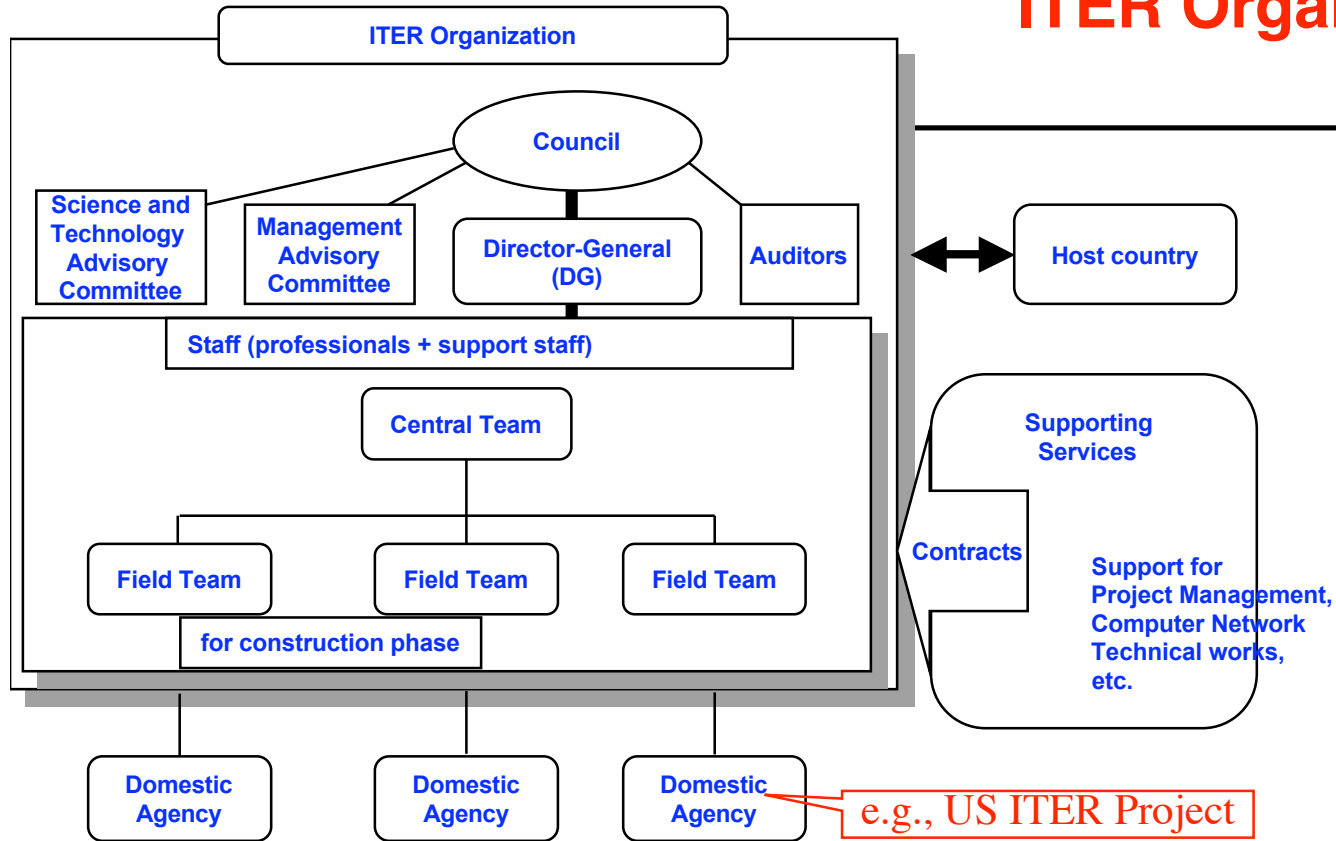 ITER Organization
Council
Science and
Technology
Advisory
Committee
Management
Advisory
Committee
Director-General
(DG)
Auditors
Host country
Staff (professionals + support staff)
Central Team
Field Team
Field Team
Field Team
for construction phase
Supporting
Services
Contracts
Support for
Project Management,
Computer Network
Technical works,
etc.
Domestic
Agency
Domestic
Agency
Domestic
Agency
e.g., US ITER Project
ITER